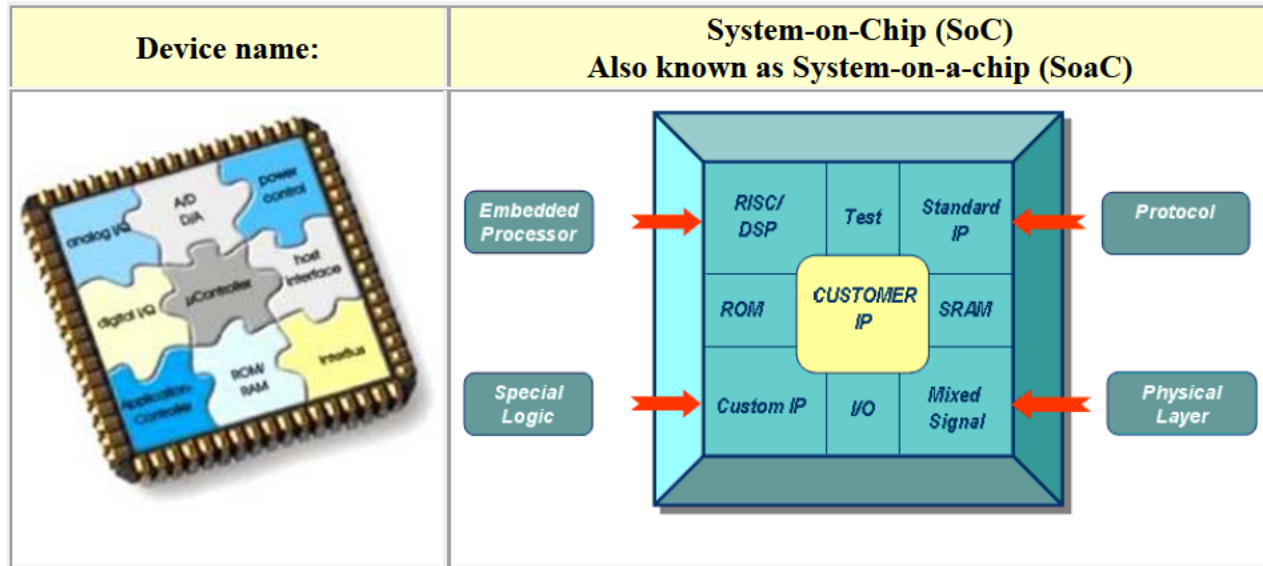 Device name:
System-on-Chip (SoC)
Also known as System-on-a-chip (SoaC)
analog I/O
A/D
D/A
power
control
digital I/O
µController
host
interface
Application-
Controller
ROM/
RAM
Interbus
Embedded
Processor
RISC/
DSP
Test
Standard
IP
Protocol
ROM
CUSTOMER
IP
SRAM
Special
Logic
Custom IP
I/O
Mixed
Signal
Physical
Layer